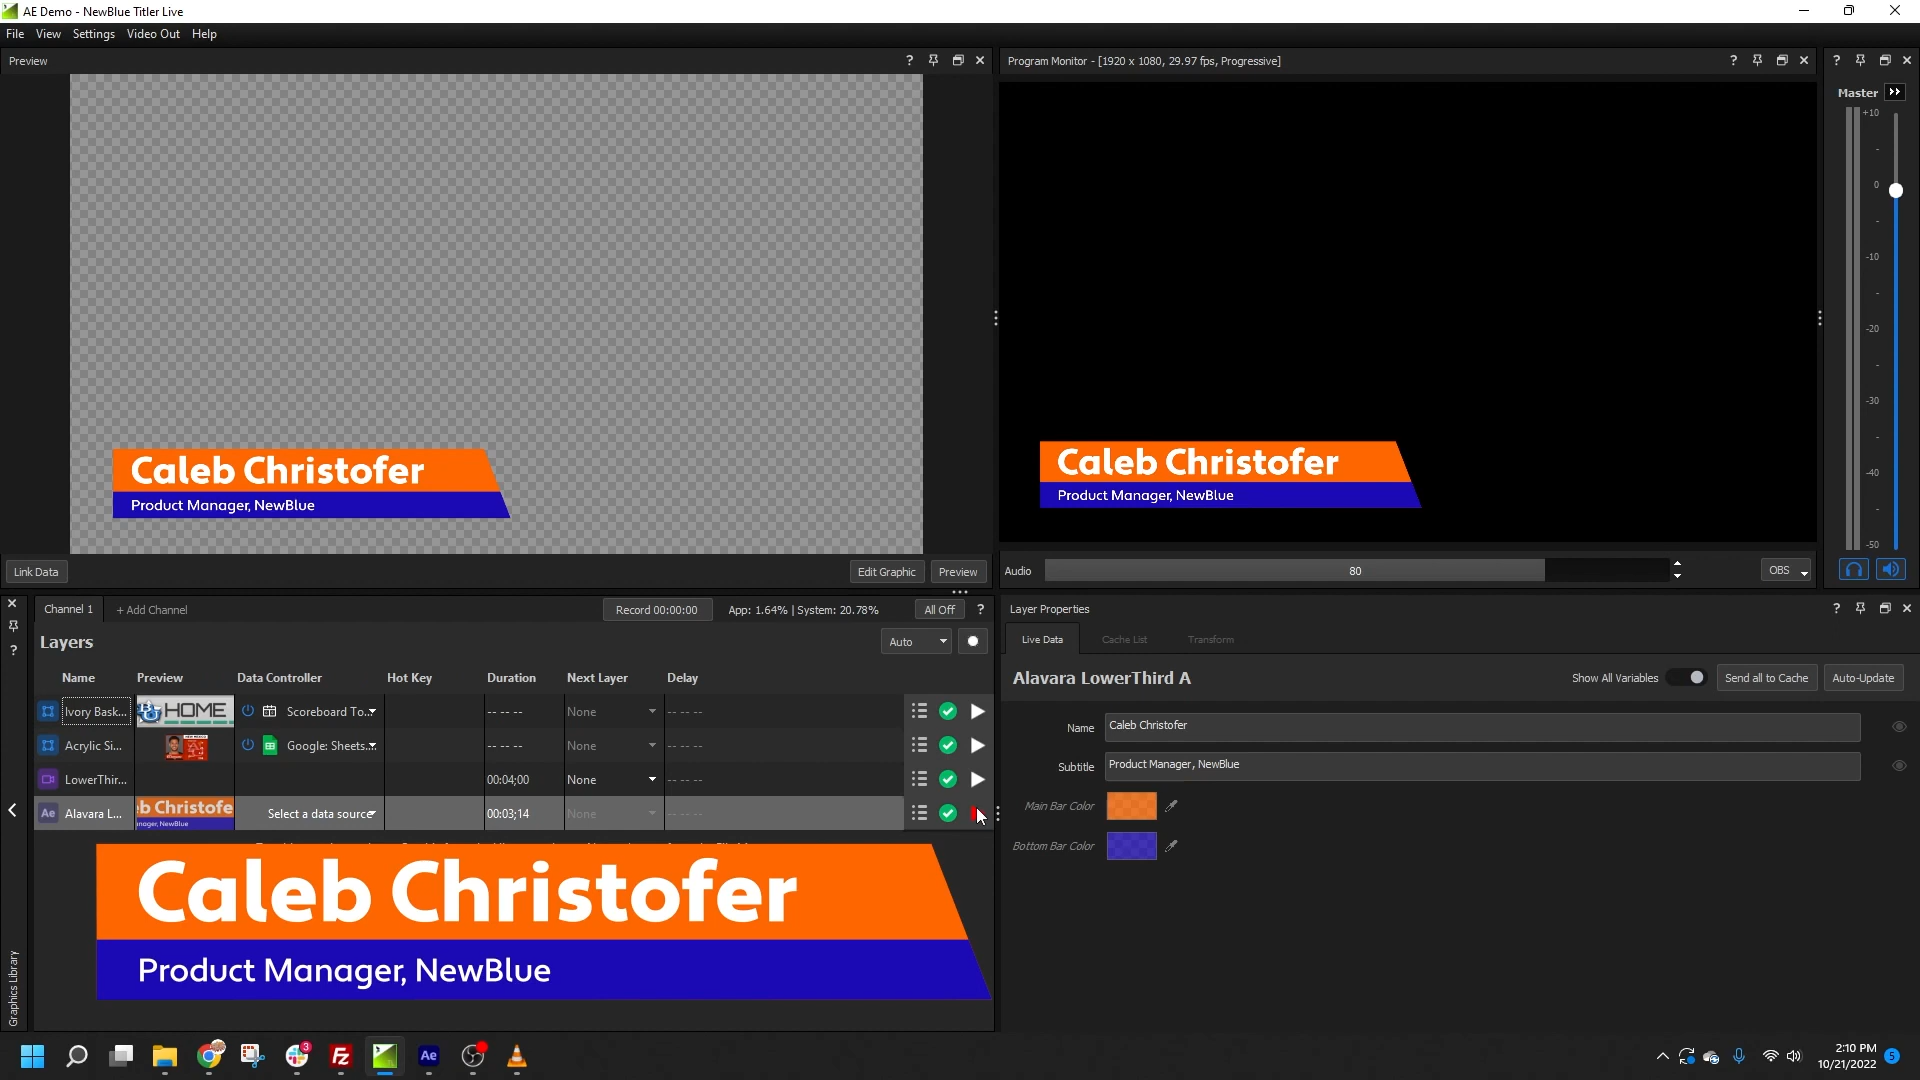 AE Demo - NewBlue Titler Live
File View Settings Video Out Help
Preview
Program Monitor - [1920 x 1080, 29.97 fps, Progressive]
Master
+10
0
-10
-20
-30
-40
-50
Caleb Christofer
Product Manager, NewBlue
Caleb Christofer
Product Manager, NewBlue
Link Data
Edit Graphic
Preview
Audio
80
OBS
Channel 1
+ Add Channel
Record 00:00:00
App: 1.64% | System: 20.78%
All Off
?
Layers
Auto
Name Preview Data Controller Hot Key Duration Next Layer Delay
Ivory Bask... HOME Scoreboard To... -- -- -- None -- -- --
Acrylic Si... Google: Sheets... -- -- -- None -- -- --
LowerThir... 00:04;00 None -- -- --
Ae Alavara L... b Christofe Select a data source 00:03;14 None -- -- --
Caleb Christofer
Product Manager, NewBlue
Graphics Library
Layer Properties
Live Data Cache List Transform
Alavara LowerThird A
Show All Variables
Send all to Cache
Auto-Update
Name Caleb Christofer
Subtitle Product Manager, NewBlue
Main Bar Color
Bottom Bar Color
3
Fz
Ae
2:10 PM
10/21/2022
5